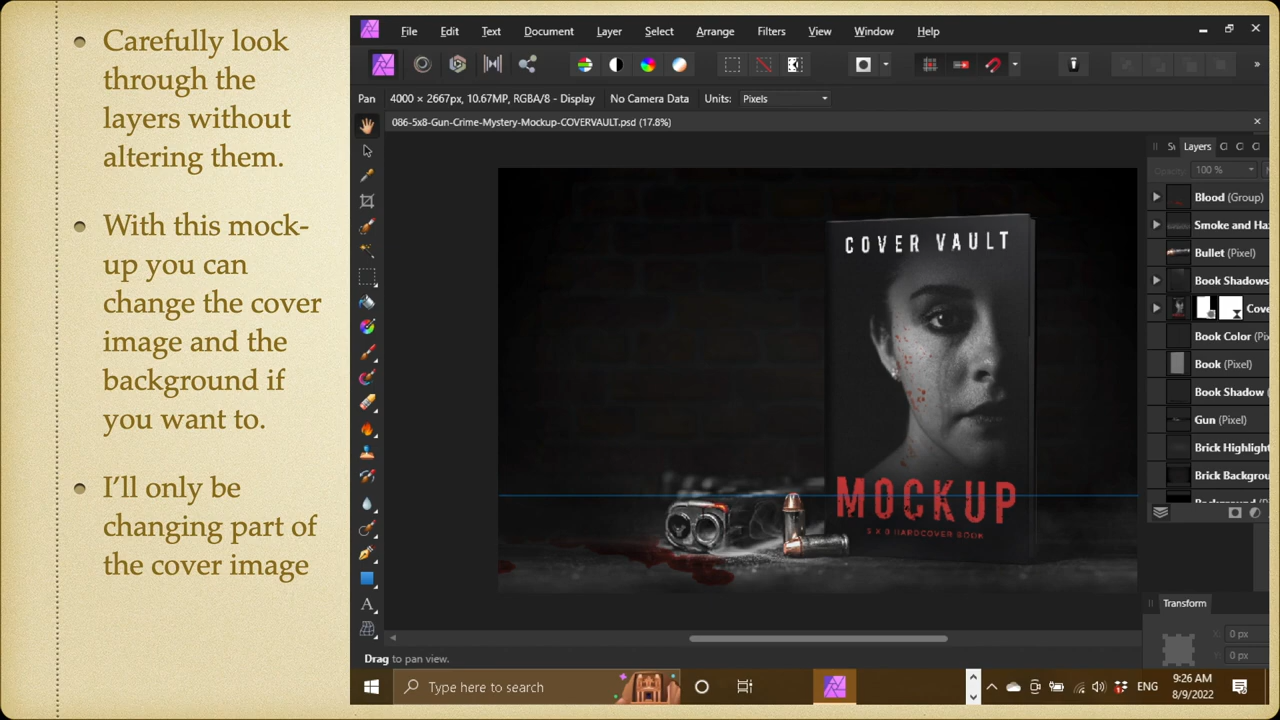 • Carefully look
through the
layers without
altering them.
• With this mock-
up you can
change the cover
image and the
background if
you want to.
• I'll only be
changing part of
the cover image
File Edit Text Document Layer Select Arrange Filters View Window Help
Pan 4000 × 2667px, 10.67MP, RGBA/8 - Display No Camera Data Units: Pixels
086-5x8-Gun-Crime-Mystery-Mockup-COVERVAULT.psd (17.8%)
Layers
Opacity: 100 %
Blood (Group)
Smoke and Haz
Bullet (Pixel)
Book Shadows
Cove
Book Color (Pix
Book (Pixel)
Book Shadow (
Gun (Pixel)
Brick Highligh
Brick Backgrou
COVER VAULT
MOCKUP
5 X 8 HARDCOVER BOOK
Transform
X: 0 px
Y: 0 px
Drag to pan view.
Type here to search
ENG
9:26 AM
8/9/2022